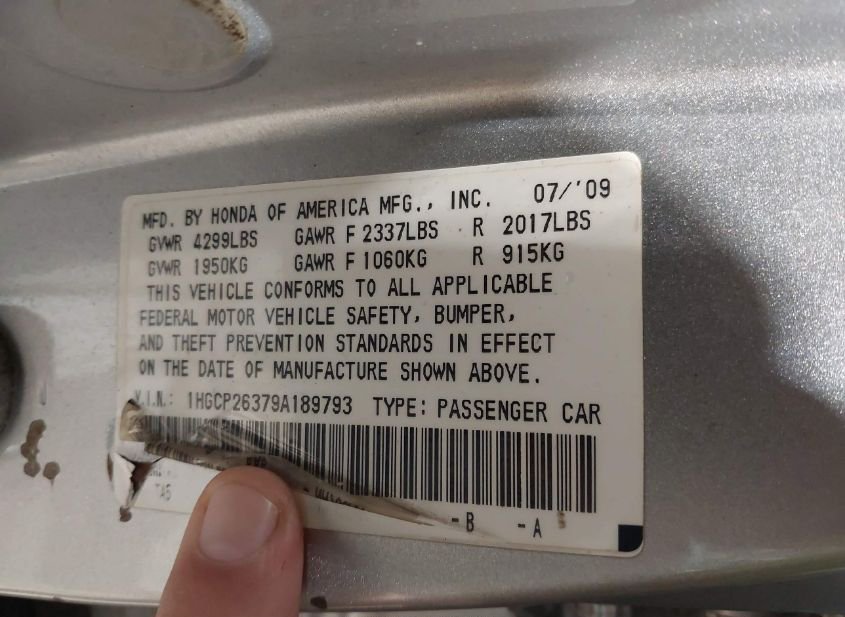 MFD. BY HONDA OF AMERICA MFG., INC. 07/'09
GVWR 4299LBS GAWR F 2337LBS R 2017LBS
GVWR 1950KG GAWR F 1060KG R 915KG
THIS VEHICLE CONFORMS TO ALL APPLICABLE
FEDERAL MOTOR VEHICLE SAFETY, BUMPER,
AND THEFT PREVENTION STANDARDS IN EFFECT
ON THE DATE OF MANUFACTURE SHOWN ABOVE.
V.I.N.: 1HGCP26379A189793 TYPE: PASSENGER CAR
TA5 -B -A